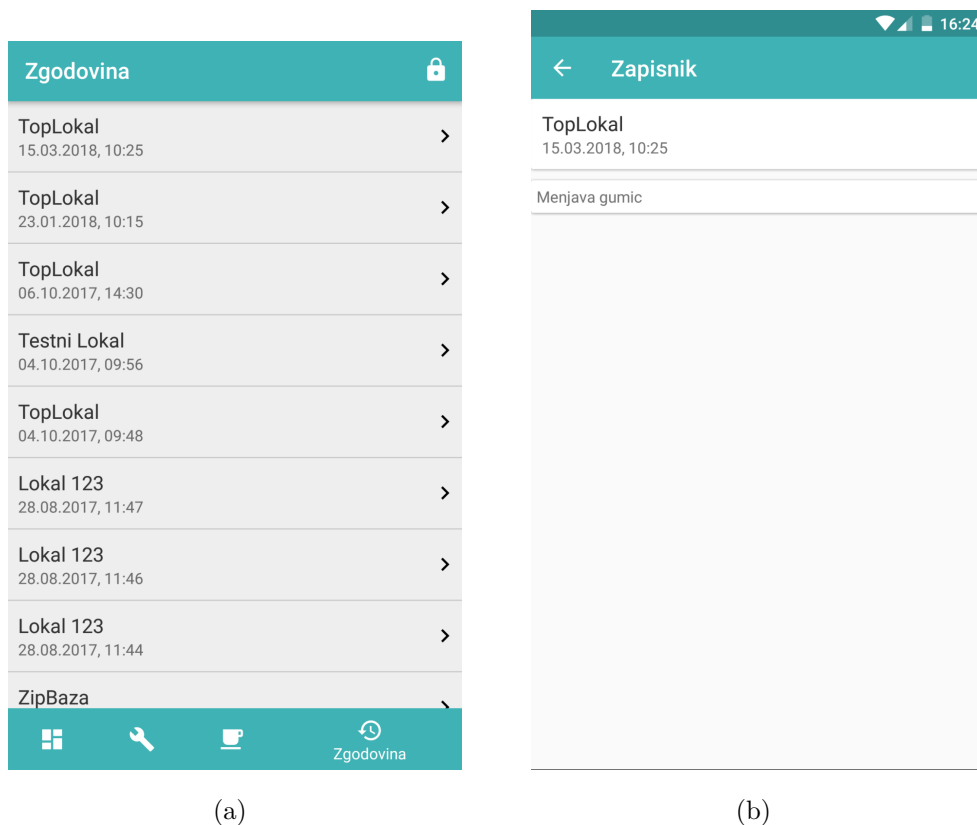 Zgodovina
TopLokal
15.03.2018, 10:25
TopLokal
23.01.2018, 10:15
TopLokal
06.10.2017, 14:30
Testni Lokal
04.10.2017, 09:56
TopLokal
04.10.2017, 09:48
Lokal 123
28.08.2017, 11:47
Lokal 123
28.08.2017, 11:46
Lokal 123
28.08.2017, 11:44
ZipBaza
Zgodovina
(a)
16:24
Zapisnik
TopLokal
15.03.2018, 10:25
Menjava gumic
(b)